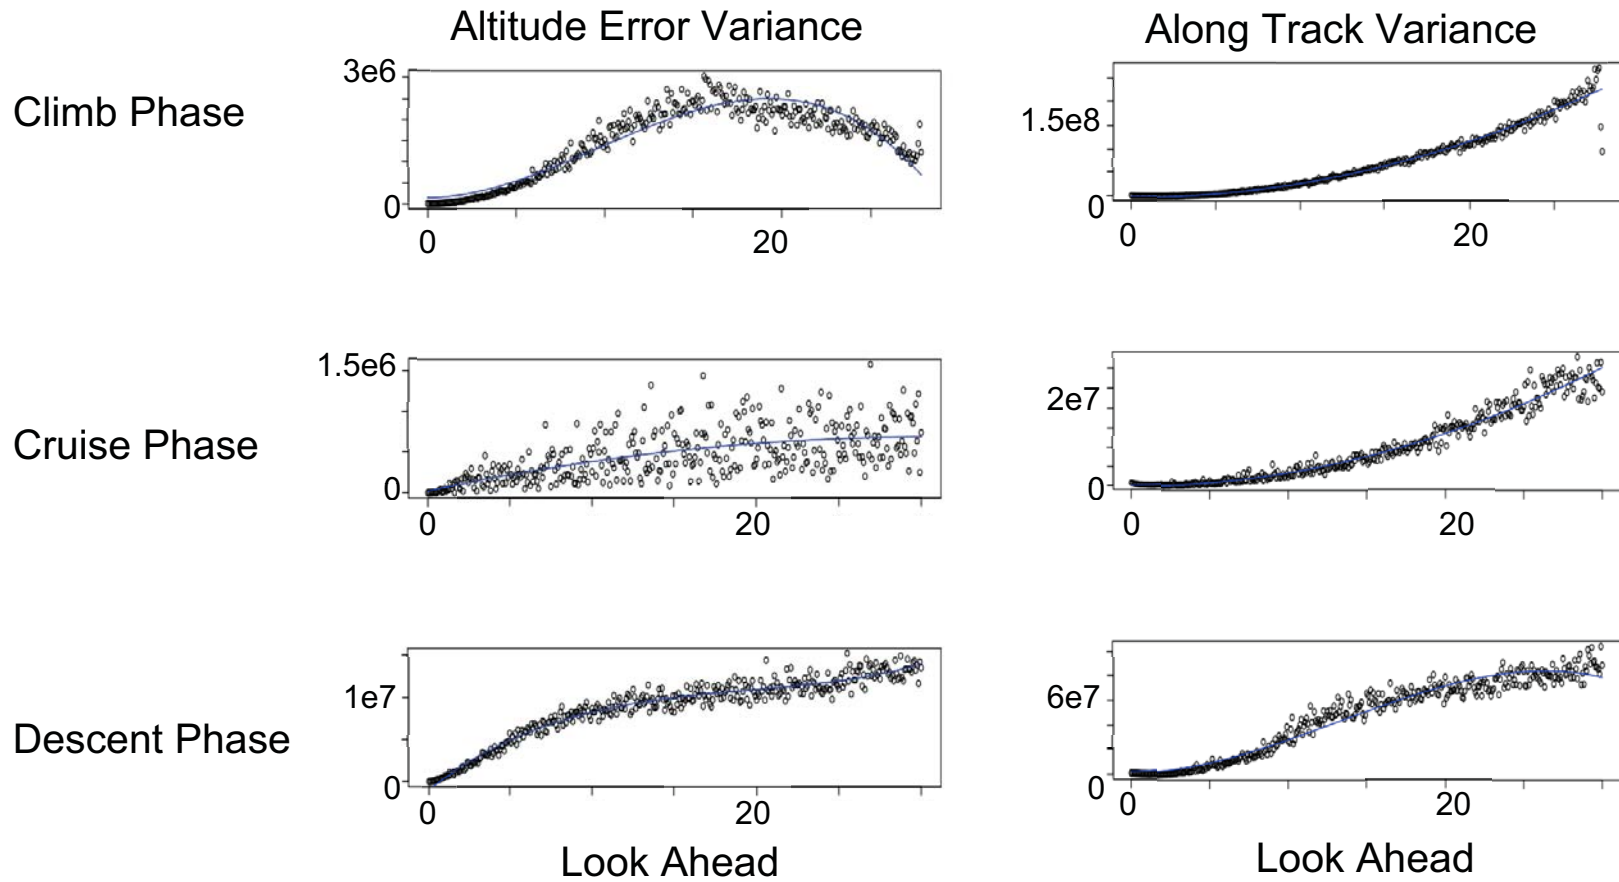 Altitude Error Variance
Along Track Variance
Climb Phase
3e6
0
0
20
1.5e8
0
0
20
Cruise Phase
1.5e6
0
0
20
2e7
0
0
20
Descent Phase
1e7
0
0
20
6e7
0
0
20
Look Ahead
Look Ahead